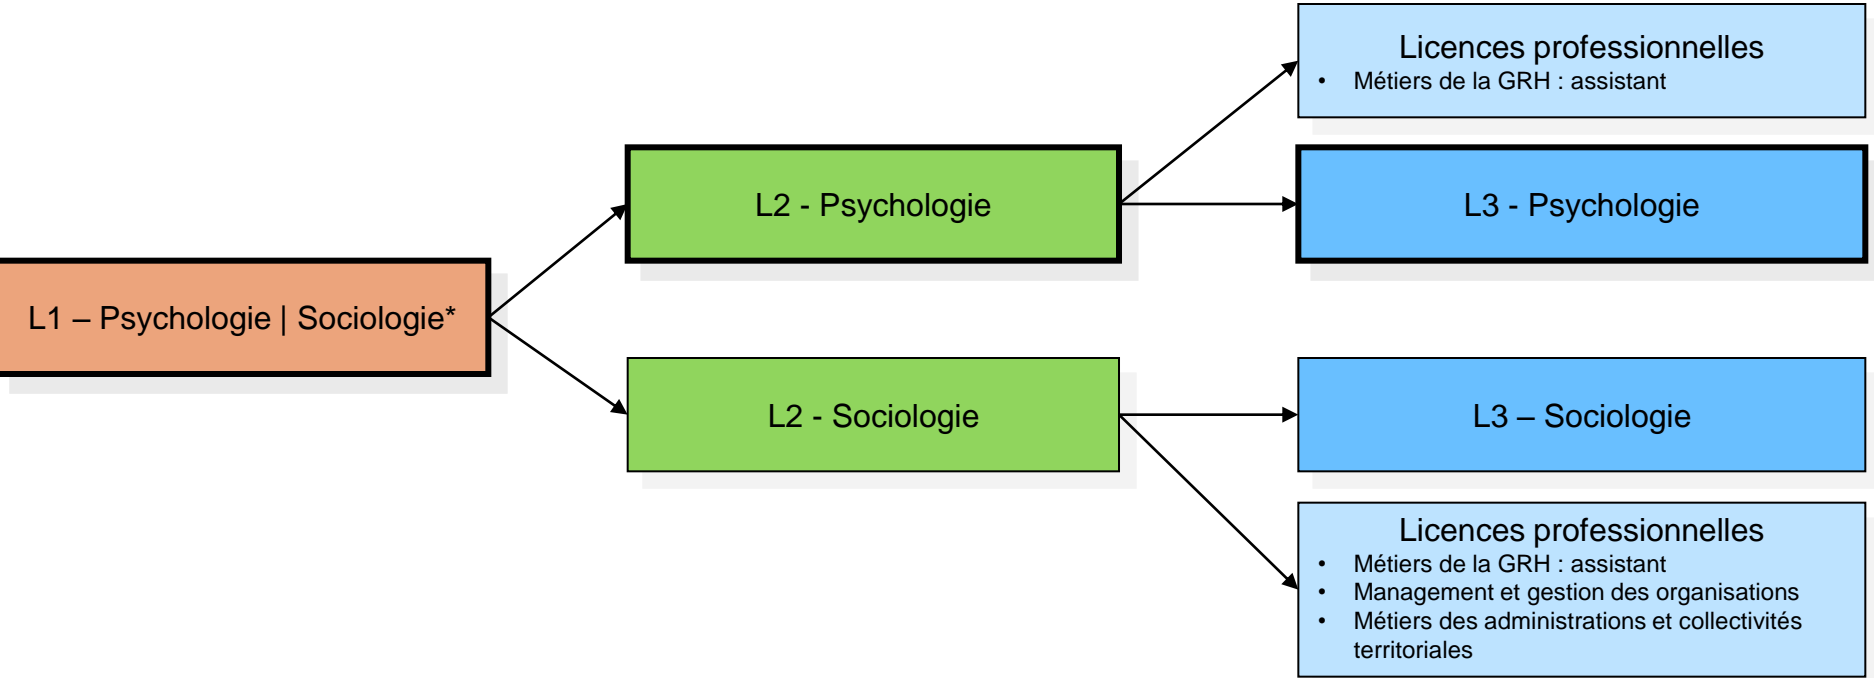 L1 – Psychologie | Sociologie*
L2 - Psychologie
L2 - Sociologie
Licences professionnelles
• Métiers de la GRH : assistant
L3 - Psychologie
L3 – Sociologie
Licences professionnelles
• Métiers de la GRH : assistant
• Management et gestion des organisations
• Métiers des administrations et collectivités
territoriales